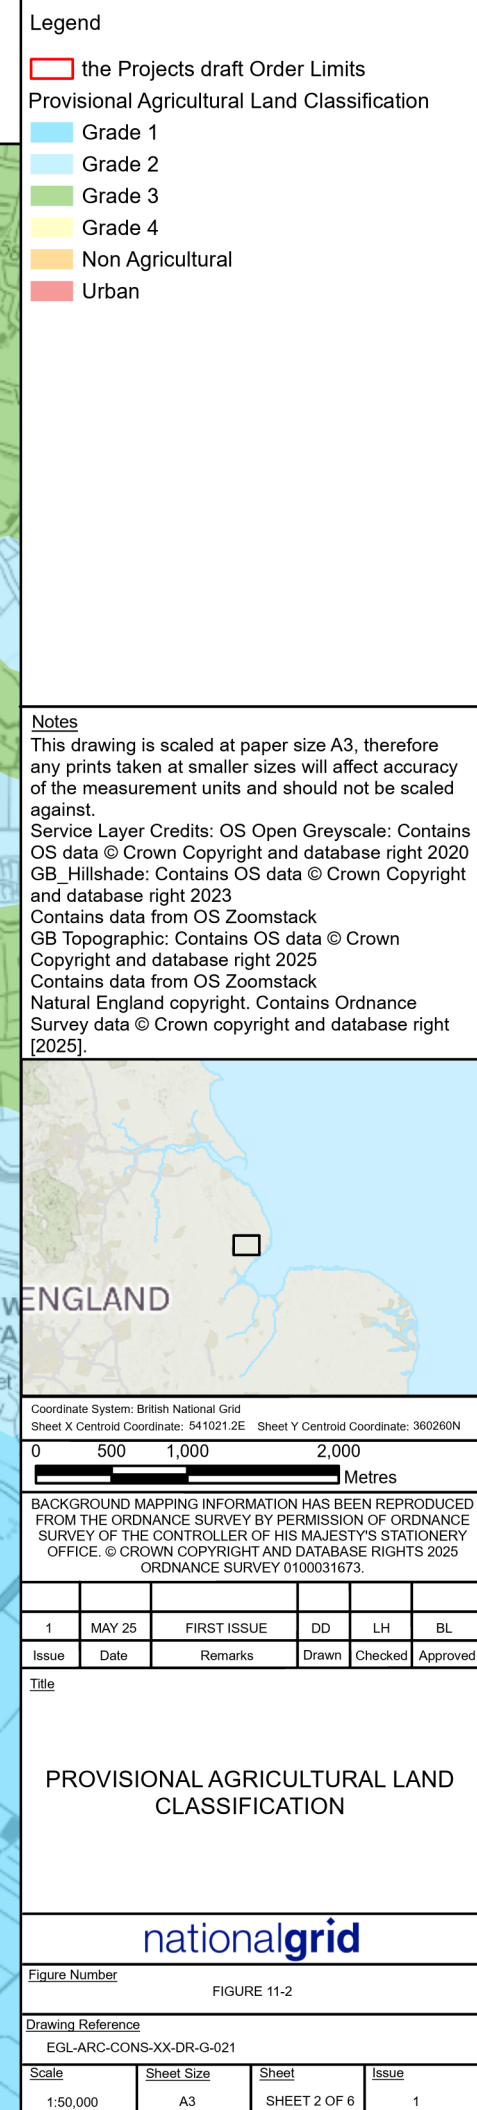 Legend
the Projects draft Order Limits
Provisional Agricultural Land Classification
Grade 1
Grade 2
Grade 3
Grade 4
Non Agricultural
Urban
Notes
This drawing is scaled at paper size A3, therefore
any prints taken at smaller sizes will affect accuracy
of the measurement units and should not be scaled
against.
Service Layer Credits: OS Open Greyscale: Contains
OS data © Crown Copyright and database right 2020
GB_Hillshade: Contains OS data © Crown Copyright
and database right 2023
Contains data from OS Zoomstack
GB Topographic: Contains OS data © Crown
Copyright and database right 2025
Contains data from OS Zoomstack
Natural England copyright. Contains Ordnance
Survey data © Crown copyright and database right
[2025].
ENGLAND
Coordinate System: British National Grid
Sheet X Centroid Coordinate: 541021.2E Sheet Y Centroid Coordinate: 360260N
0 500 1,000 2,000
Metres
BACKGROUND MAPPING INFORMATION HAS BEEN REPRODUCED
FROM THE ORDNANCE SURVEY BY PERMISSION OF ORDNANCE
SURVEY OF THE CONTROLLER OF HIS MAJESTY'S STATIONERY
OFFICE. © CROWN COPYRIGHT AND DATABASE RIGHTS 2025
ORDNANCE SURVEY 0100031673.
1 MAY 25 FIRST ISSUE DD LH BL
Issue Date Remarks Drawn Checked Approved
Title
PROVISIONAL AGRICULTURAL LAND
CLASSIFICATION
nationalgrid
Figure Number
FIGURE 11-2
Drawing Reference
EGL-ARC-CONS-XX-DR-G-021
Scale Sheet Size Sheet Issue
1:50,000 A3 SHEET 2 OF 6 1